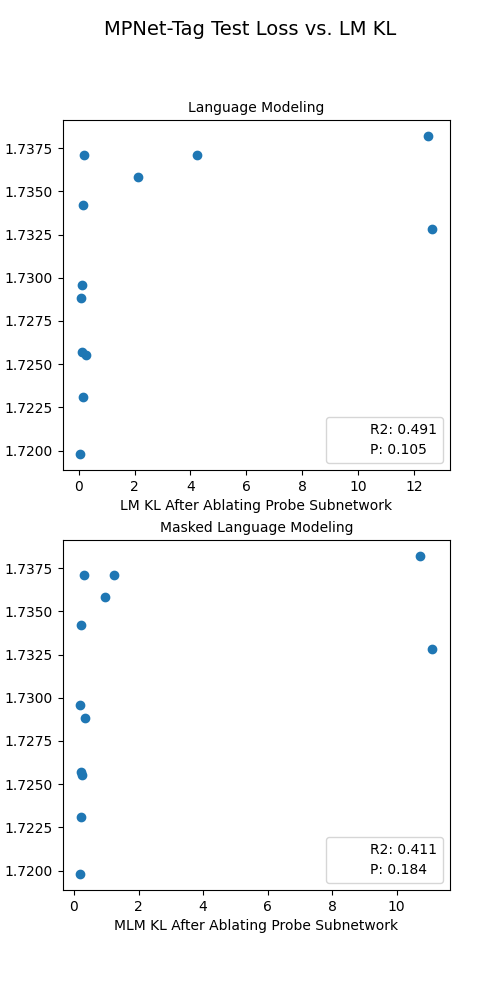 MPNet-Tag Test Loss vs. LM KL
Language Modeling
1.7375
1.7350
1.7325
1.7300
1.7275
1.7250
1.7225
1.7200
R2: 0.491
P: 0.105
0 2 4 6 8 10 12
LM KL After Ablating Probe Subnetwork
Masked Language Modeling
1.7375
1.7350
1.7325
1.7300
1.7275
1.7250
1.7225
1.7200
R2: 0.411
P: 0.184
0 2 4 6 8 10
MLM KL After Ablating Probe Subnetwork